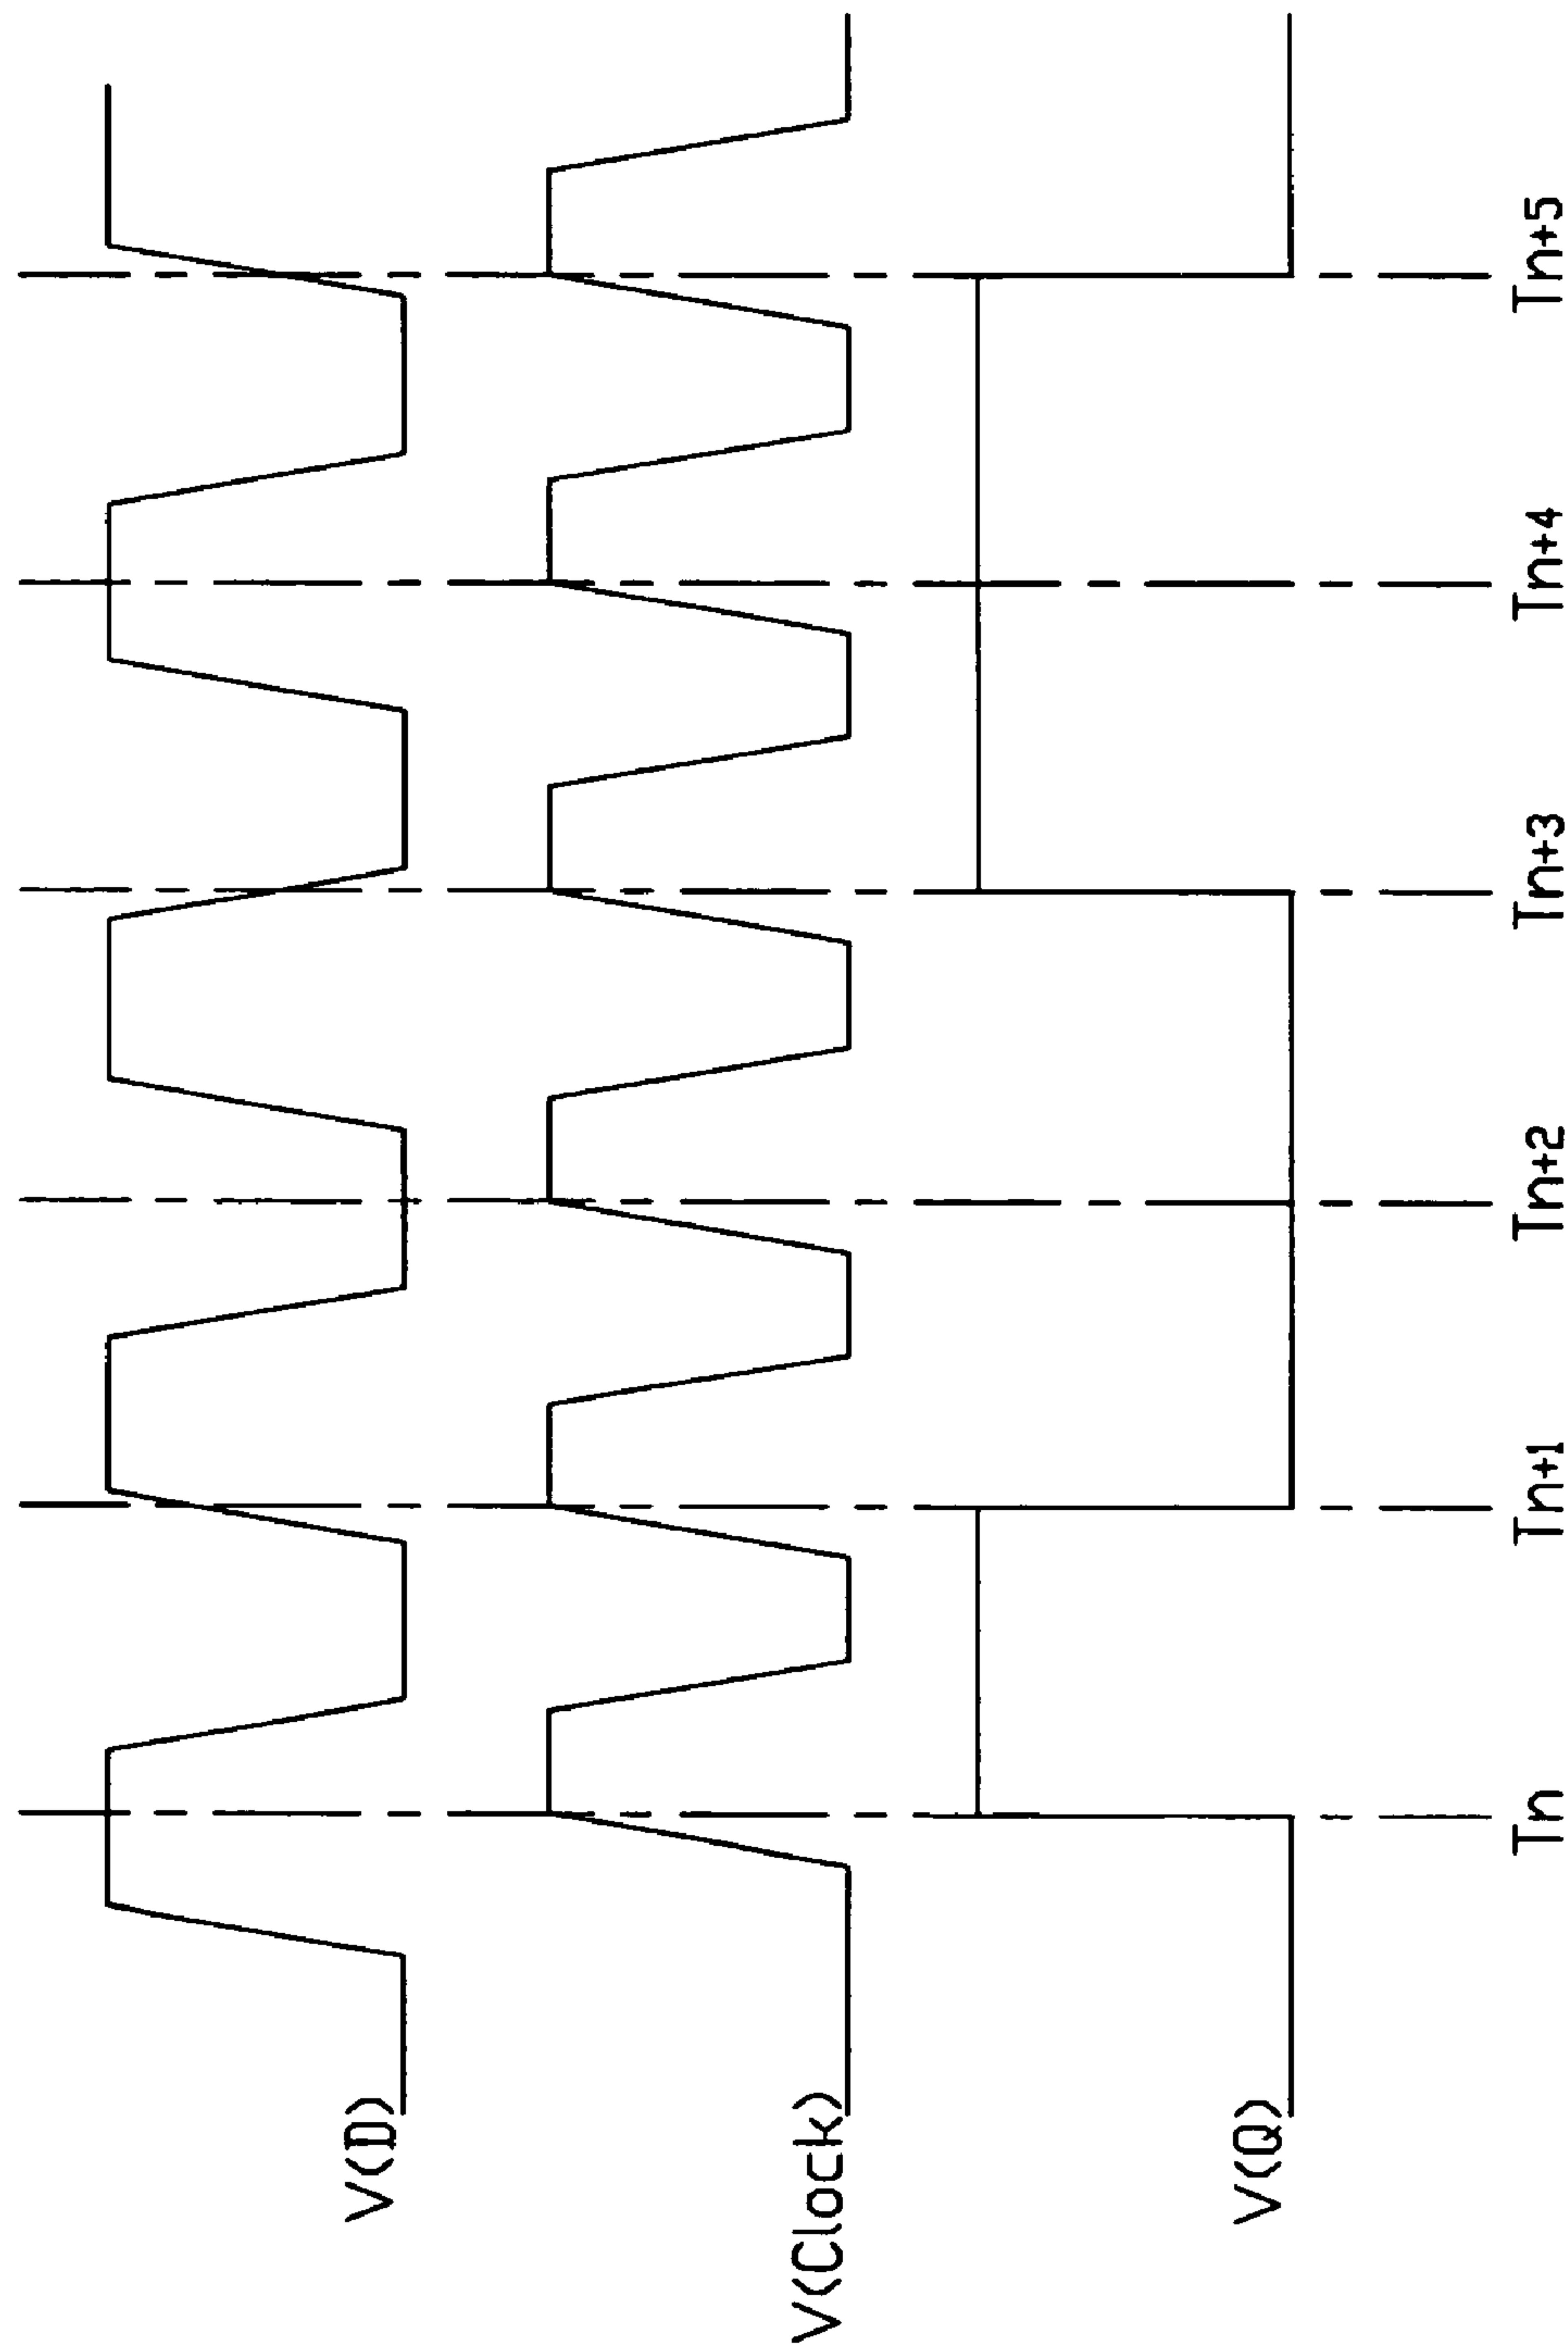 V(D)
V(Clock)
V(Q)
Tn
Tn+1
Tn+2
Tn+3
Tn+4
Tn+5